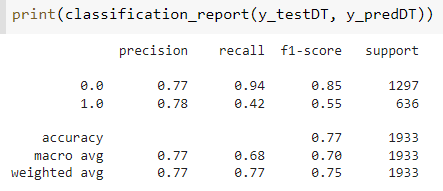 print(classification_report(y_testDT, y_predDT))
precision recall f1-score support
0.0 0.77 0.94 0.85 1297
1.0 0.78 0.42 0.55 636
accuracy 0.77 1933
macro avg 0.77 0.68 0.70 1933
weighted avg 0.77 0.77 0.75 1933